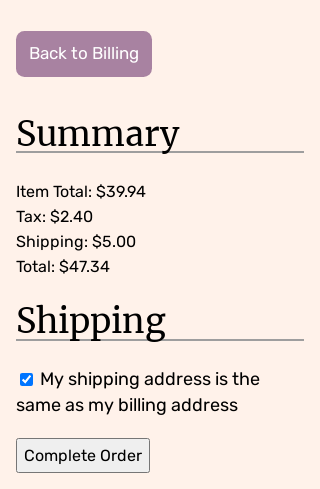 Back to Billing
Summary
Item Total: $39.94
Tax: $2.40
Shipping: $5.00
Total: $47.34
Shipping
My shipping address is the
same as my billing address
Complete Order